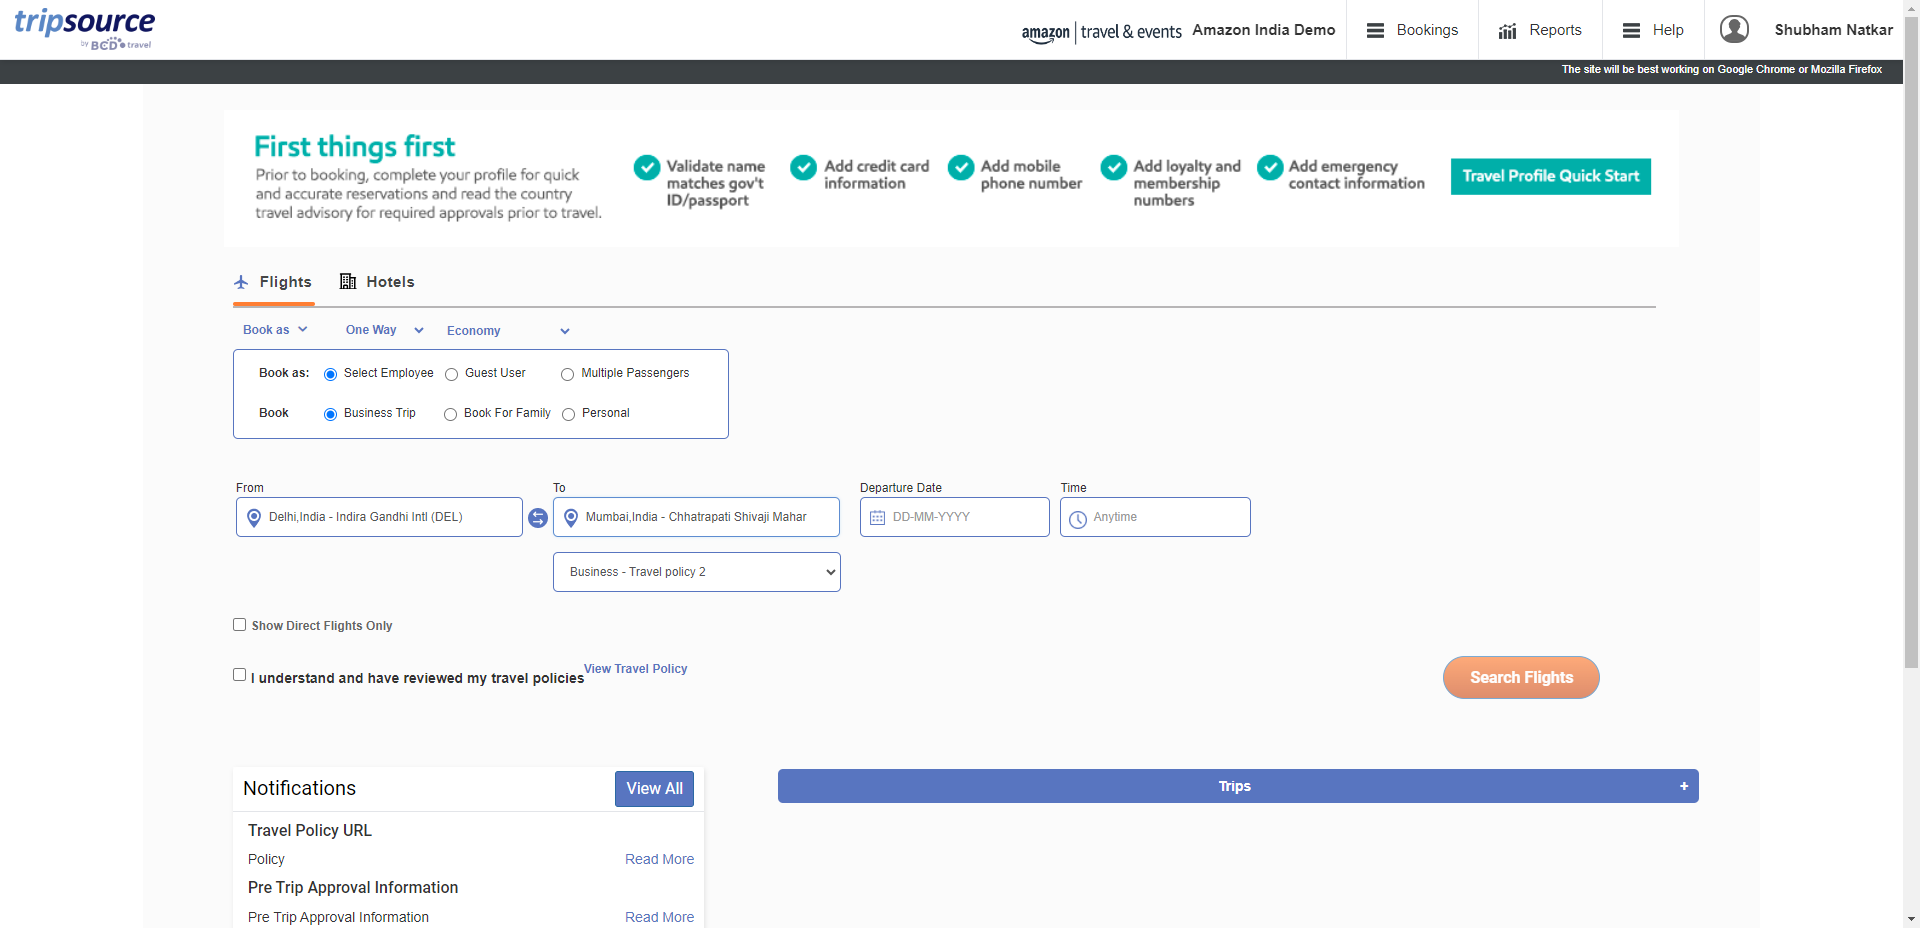 tripsource
by BCD travel
amazon | travel & events Amazon India Demo
Bookings
Reports
Help
Shubham Natkar
The site will be best working on Google Chrome or Mozilla Firefox
First things first
Prior to booking, complete your profile for quick
and accurate reservations and read the country
travel advisory for required approvals prior to travel.
Validate name
matches gov't
ID/passport
Add credit card
information
Add mobile
phone number
Add loyalty and
membership
numbers
Add emergency
contact information
Travel Profile Quick Start
Flights
Hotels
Book as
One Way
Economy
Book as: Select Employee Guest User Multiple Passengers
Book Business Trip Book For Family Personal
From
To
Departure Date
Time
Delhi,India - Indira Gandhi Intl (DEL)
Mumbai,India - Chhatrapati Shivaji Mahar
DD-MM-YYYY
Anytime
Business - Travel policy 2
Show Direct Flights Only
I understand and have reviewed my travel policies
View Travel Policy
Search Flights
Notifications
View All
Trips +
Travel Policy URL
Policy
Read More
Pre Trip Approval Information
Pre Trip Approval Information
Read More